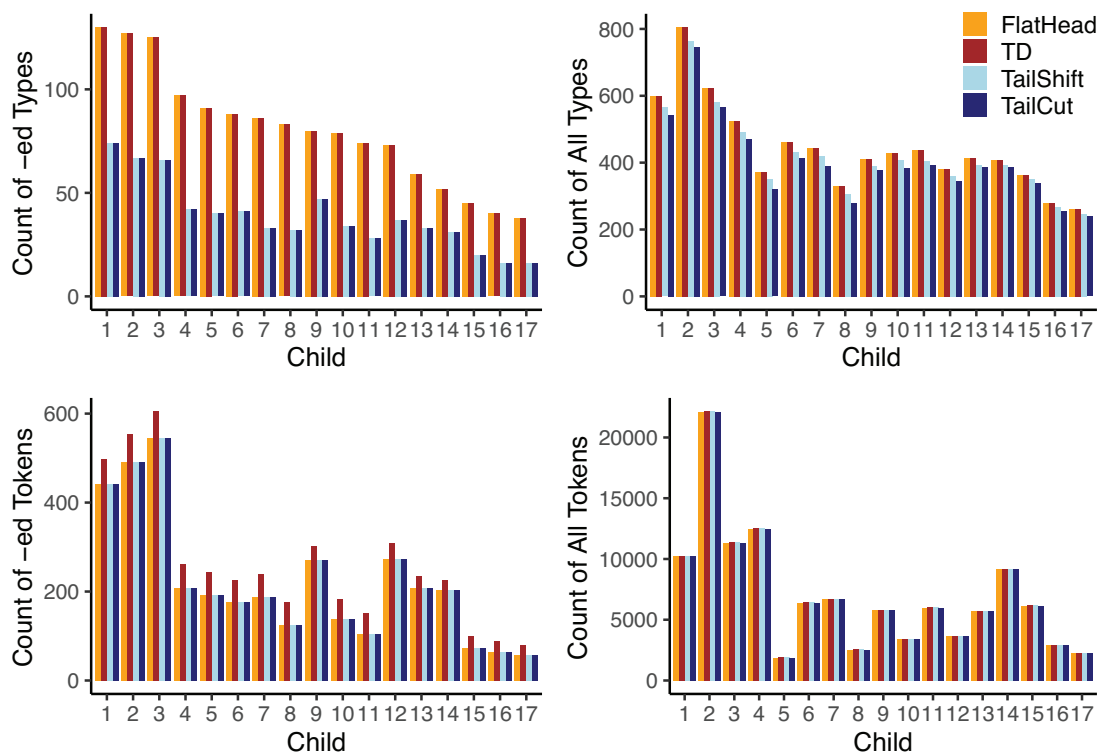 Count of -ed Types
100
50
0
1 2 3 4 5 6 7 8 9 10 11 12 13 14 15 16 17
Child
Count of All Types
800
600
400
200
0
1 2 3 4 5 6 7 8 9 10 11 12 13 14 15 16 17
Child
FlatHead
TD
TailShift
TailCut
Count of -ed Tokens
600
400
200
0
1 2 3 4 5 6 7 8 9 10 11 12 13 14 15 16 17
Child
Count of All Tokens
20000
15000
10000
5000
0
1 2 3 4 5 6 7 8 9 10 11 12 13 14 15 16 17
Child